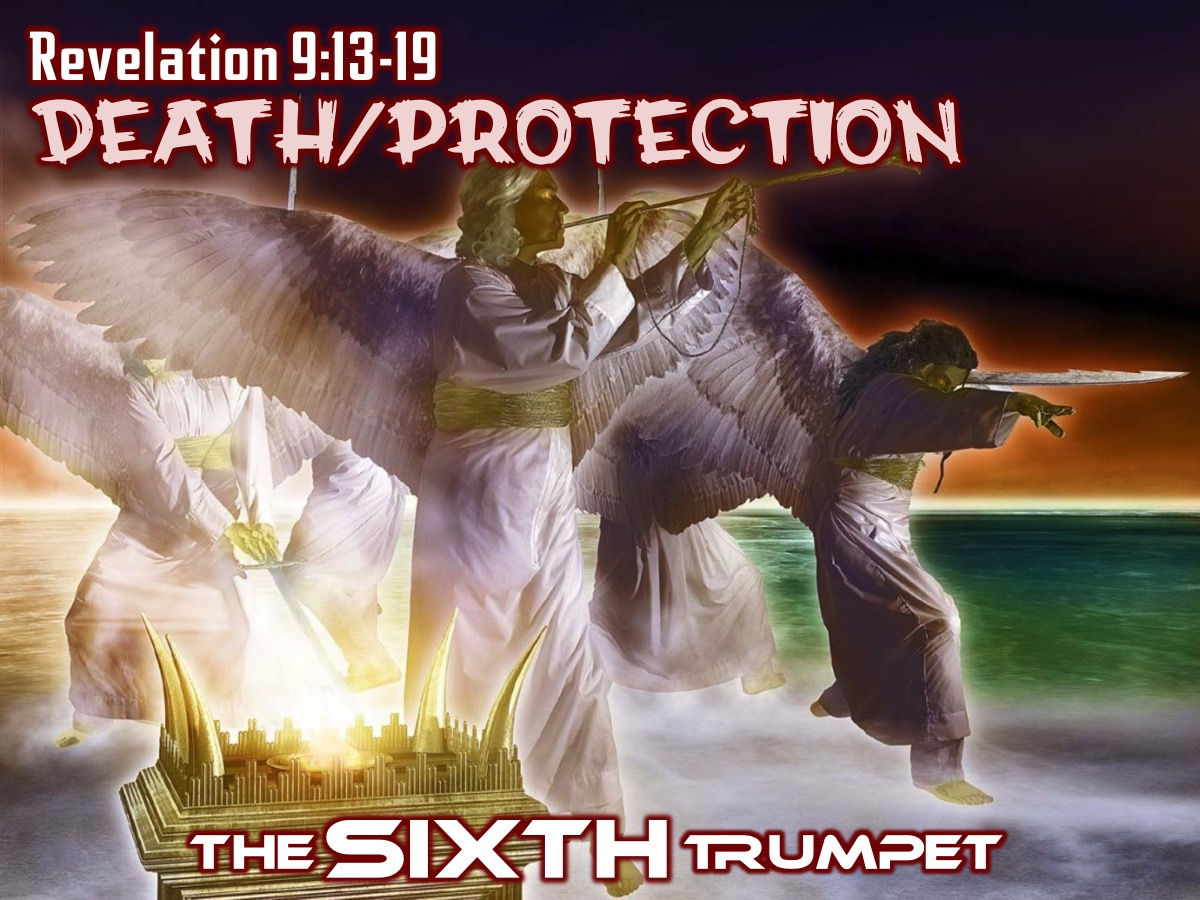 Revelation 9:13-19
DEATH/PROTECTION
THE SIXTH TRUMPET